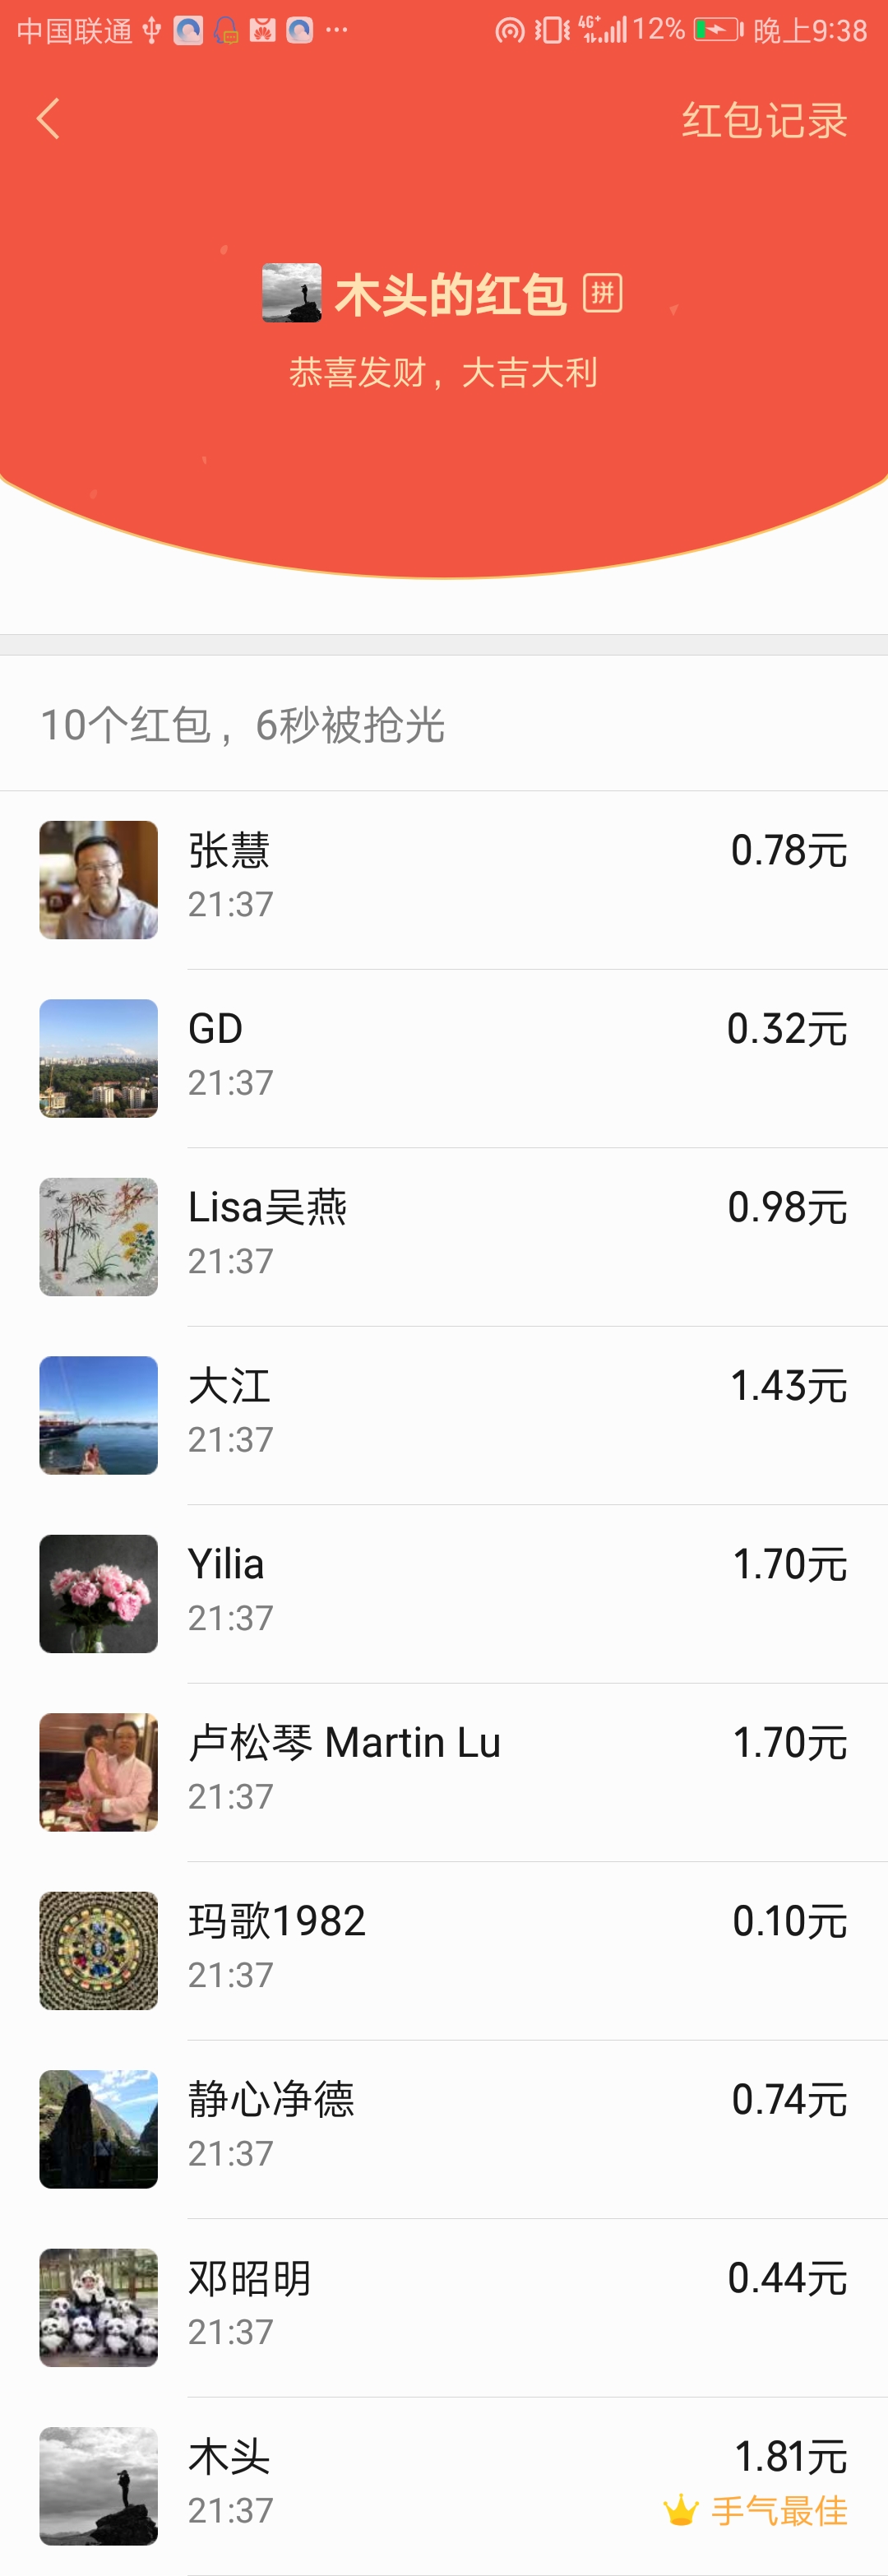 中国联通 ··· 4G+ 12% 晚上9:38
红包记录
木头的红包 拼
恭喜发财，大吉大利
10个红包，6秒被抢光
张慧 0.78元
21:37
GD 0.32元
21:37
Lisa吴燕 0.98元
21:37
大江 1.43元
21:37
Yilia 1.70元
21:37
卢松琴 Martin Lu 1.70元
21:37
玛歌1982 0.10元
21:37
静心净德 0.74元
21:37
邓昭明 0.44元
21:37
木头 1.81元
21:37 手气最佳